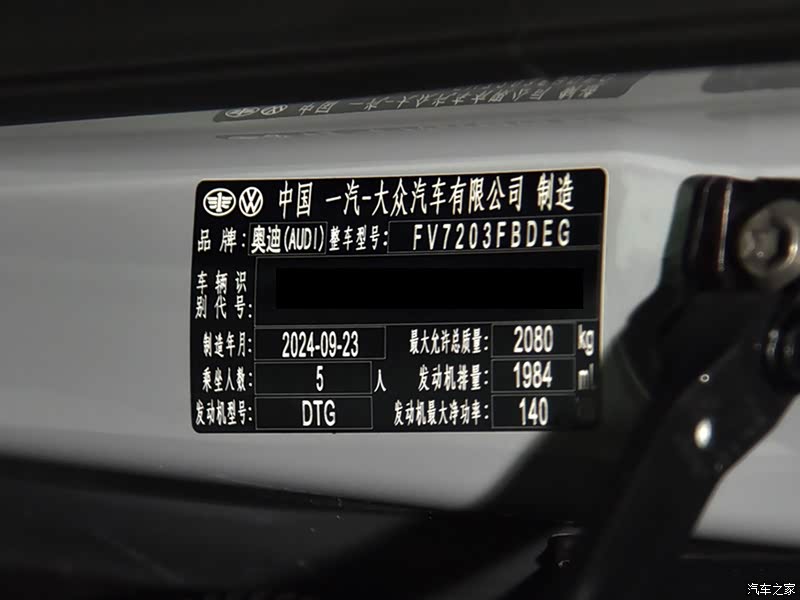 中国 一汽-大众汽车有限公司 制造
品牌: 奥迪(AUDI) 整车型号: FV7203FBDEG
车辆识
别代号:
制造年月: 2024-09-23 最大允许总质量: 2080 kg
乘坐人数: 5 人 发动机排量: 1984 ml
发动机型号: DTG 发动机最大净功率: 140
汽车之家